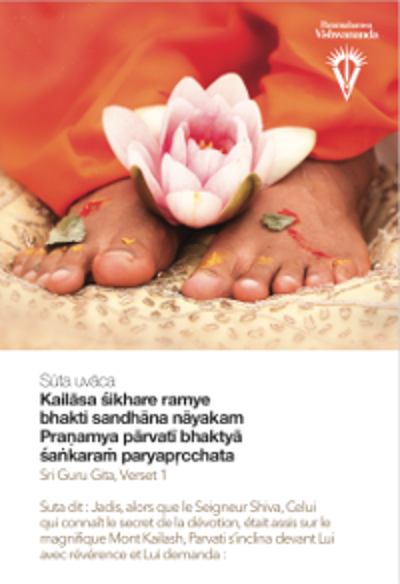 Paramahamsa
Vishwananda
Sūta uvāca
Kailāsa śikhare ramye
bhakti sandhāna nāyakam
Praṇamya pārvatī bhaktyā
śaṅkaraṁ paryapṛcchata
Sri Guru Gita, Verset 1
Suta dit : Jadis, alors que le Seigneur Shiva, Celui
qui connaît le secret de la dévotion, était assis sur le
magnifique Mont Kailash, Parvati s'inclina devant Lui
avec révérence et Lui demanda :